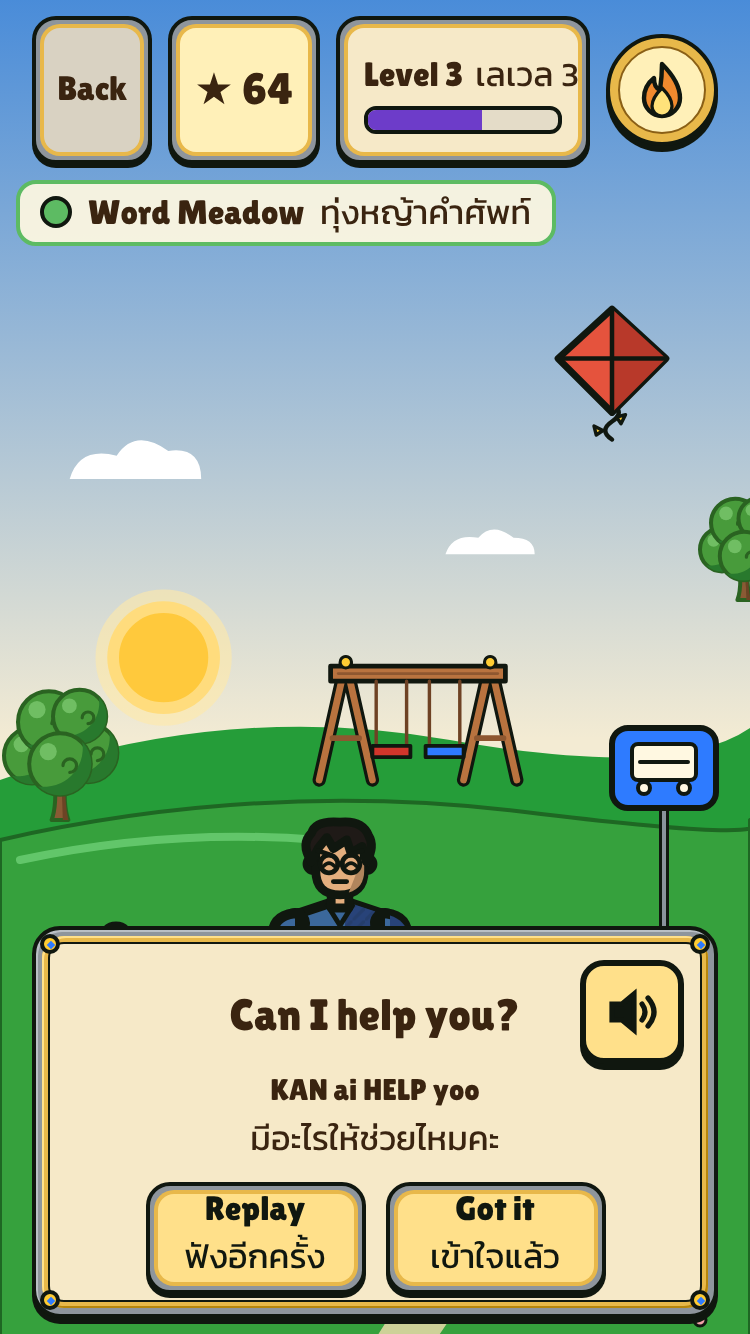 Back
★ 64
Level 3 เลเวล 3
Word Meadow ทุ่งหญ้าคำศัพท์
Can I help you?
KAN ai HELP yoo
มีอะไรให้ช่วยไหมคะ
Replay
ฟังอีกครั้ง
Got it
เข้าใจแล้ว